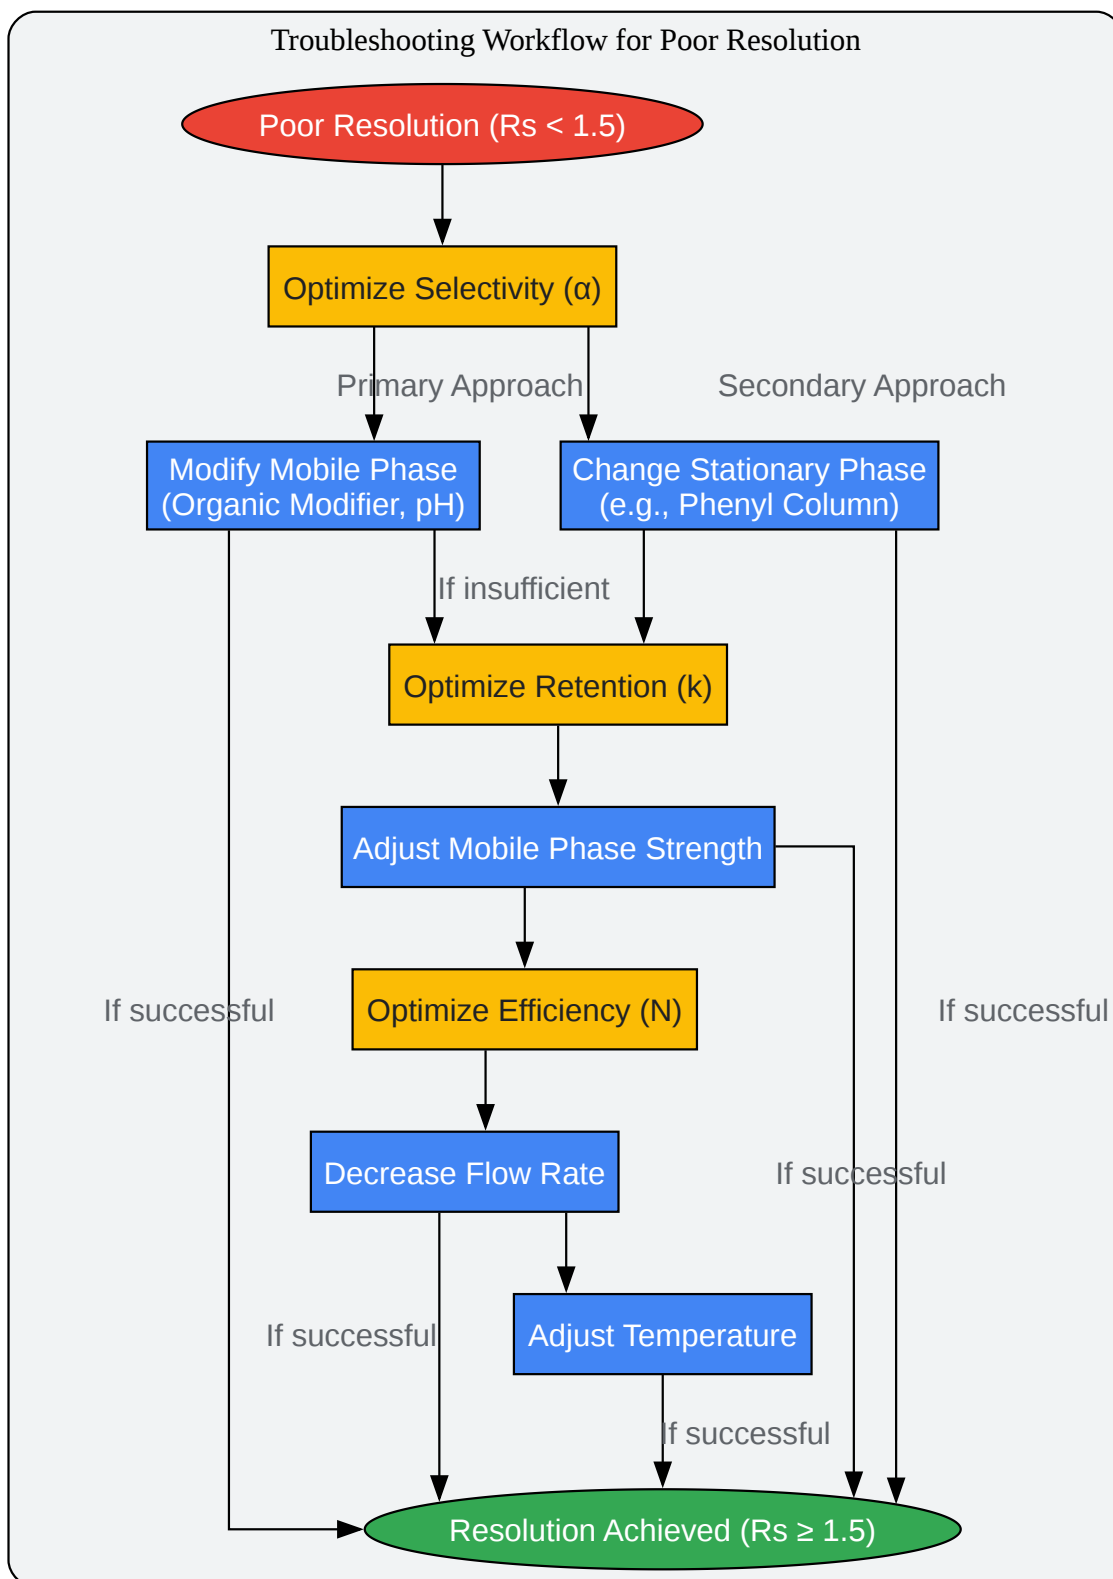 Troubleshooting Workflow for Poor Resolution
Poor Resolution (Rs < 1.5)
Optimize Selectivity (α)
Primary Approach
Secondary Approach
Modify Mobile Phase
(Organic Modifier, pH)
Change Stationary Phase
(e.g., Phenyl Column)
If insufficient
Optimize Retention (k)
Adjust Mobile Phase Strength
Optimize Efficiency (N)
If successful
If successful
Decrease Flow Rate
If successful
Adjust Temperature
If successful
If successful
Resolution Achieved (Rs ≥ 1.5)